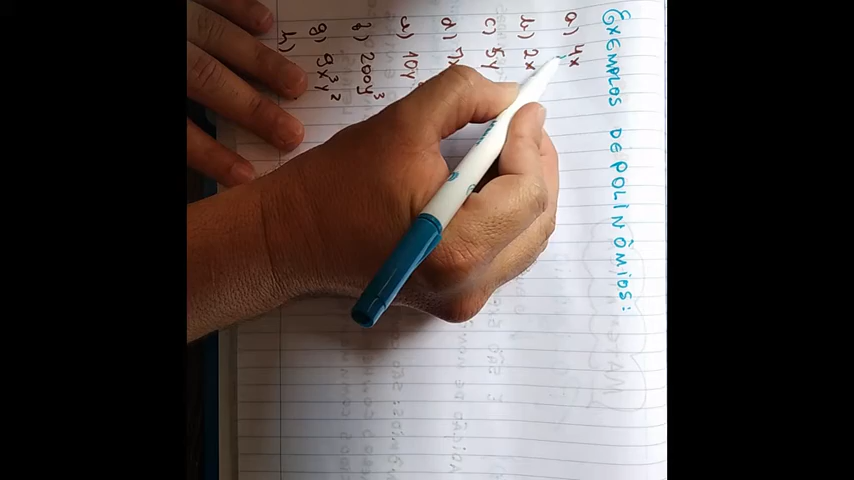 EXEMPLOS DE POLINÔMIOS:
a) 4x
b) 2x
c) 5y
d) 7x
e) 10y
f) 200y³
g) 9x³y²
h)